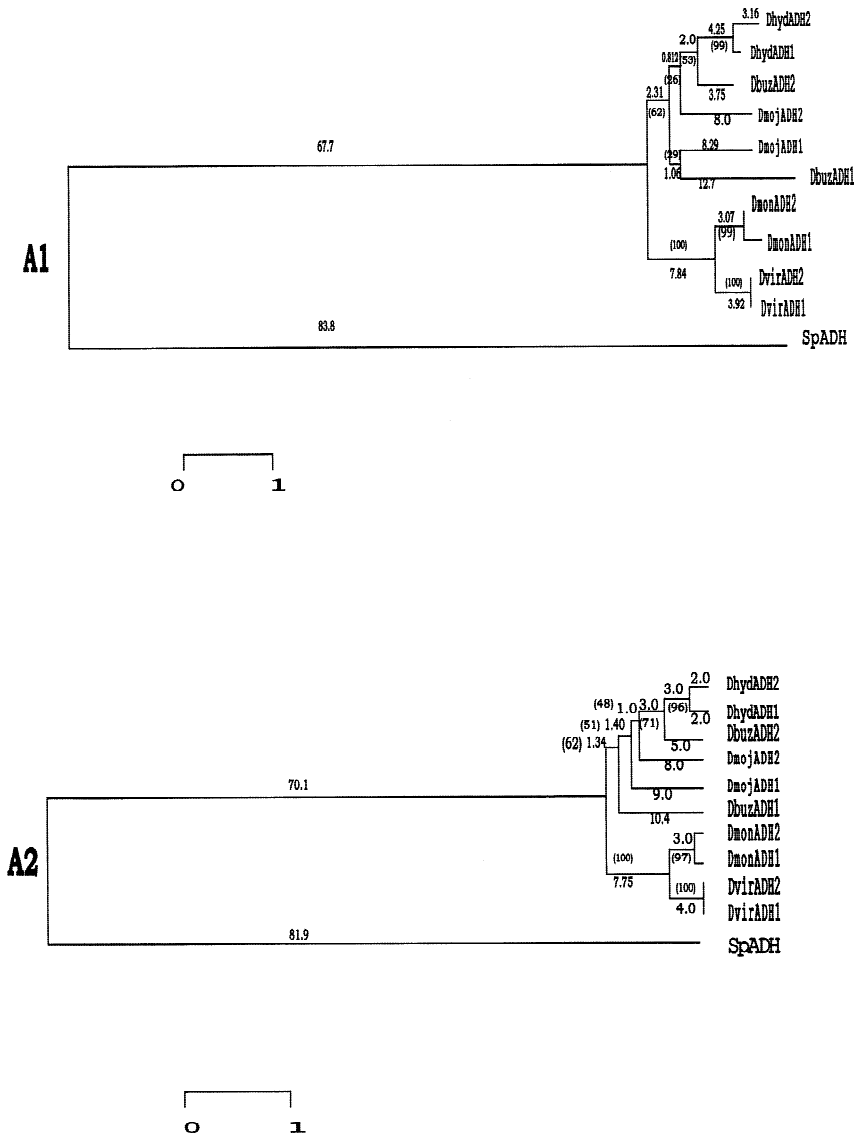 3.16
DhydADH2
4.25
(99)
2.0
DhydADH1
0.812
(53)
(26)
3.75
DbuzADH2
2.31
(62)
8.0
DmojADH2
67.7
(29)
8.29
DmojADH1
1.06
12.7
DbuzADH1
DmonADH2
3.07
(99)
DmonADH1
A1
(100)
7.84
(100)
DvirADH2
3.92
DvirADH1
83.8
SpADH
0 1
2.0
DhydADH2
3.0
(96)
(48)
1.0
3.0
2.0
DhydADH1
(51)
1.40
(71)
DbuzADH2
(62)
1.34
5.0
DmojADH2
8.0
70.1
DmojADH1
9.0
DbuzADH1
10.4
DmonADH2
3.0
A2
(100)
(97)
DmonADH1
7.75
(100)
DvirADH2
4.0
DvirADH1
81.9
SpADH
0 1